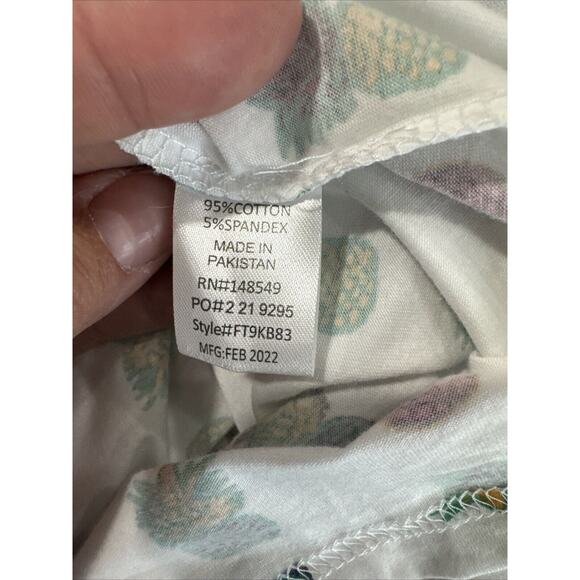 95%COTTON
5%SPANDEX
MADE IN
PAKISTAN
RN#148549
PO#2 21 9295
Style#FT9KB83
MFG:FEB 2022